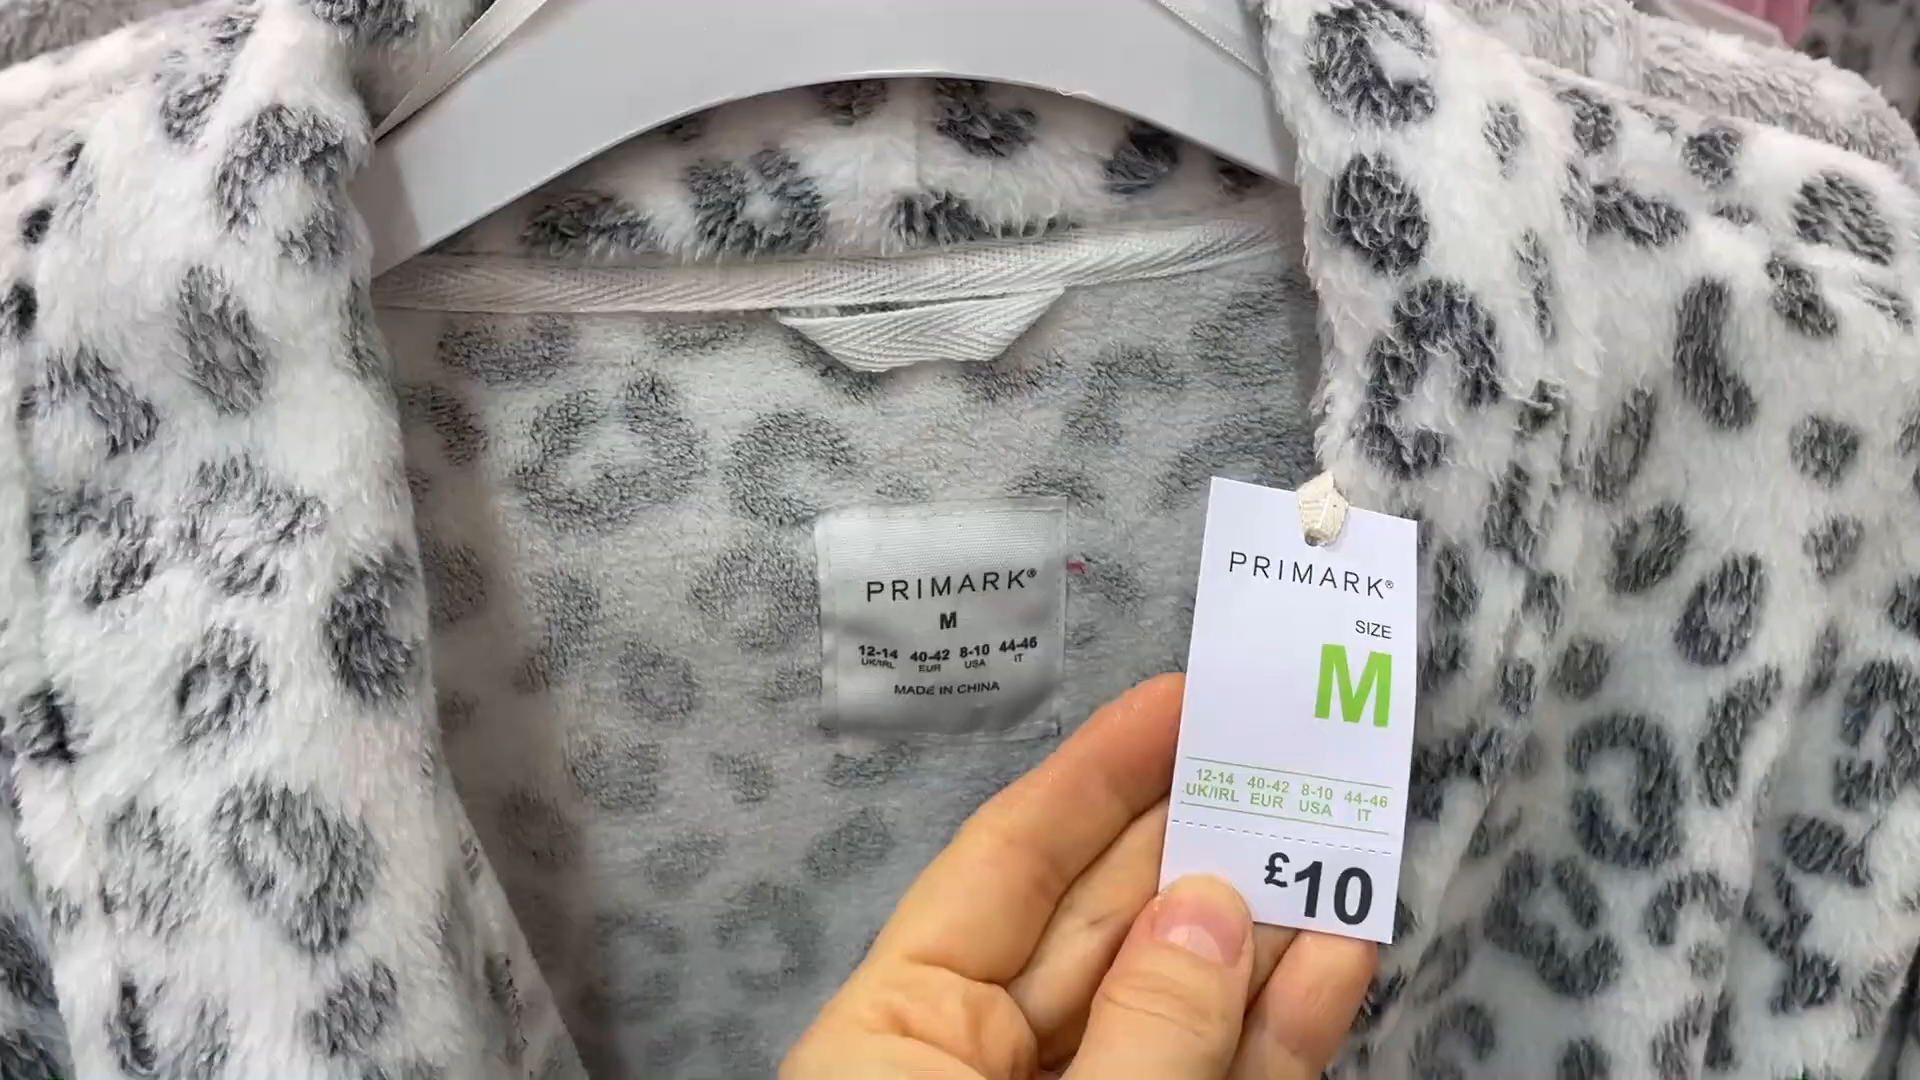 PRIMARK®
M
12-14 40-42 8-10 44-46
UK/IRL EUR USA IT
MADE IN CHINA
PRIMARK®
SIZE
M
12-14 40-42 8-10 44-46
UK/IRL EUR USA IT
£10